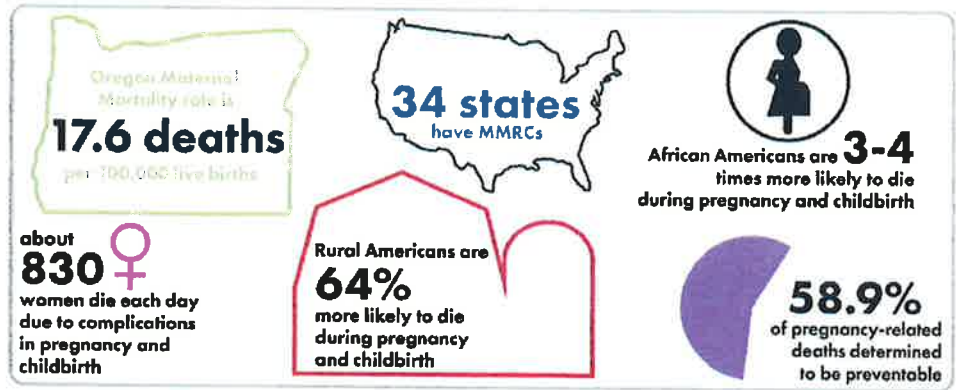 Oregon Maternal
Mortality rate is
17.6 deaths
per 100,000 live births
34 states
have MMRCs
African Americans are 3-4
times more likely to die
during pregnancy and childbirth
about
830
women die each day
due to complications
in pregnancy and
childbirth
Rural Americans are
64%
more likely to die
during pregnancy
and childbirth
58.9%
of pregnancy-related
deaths determined
to be preventable